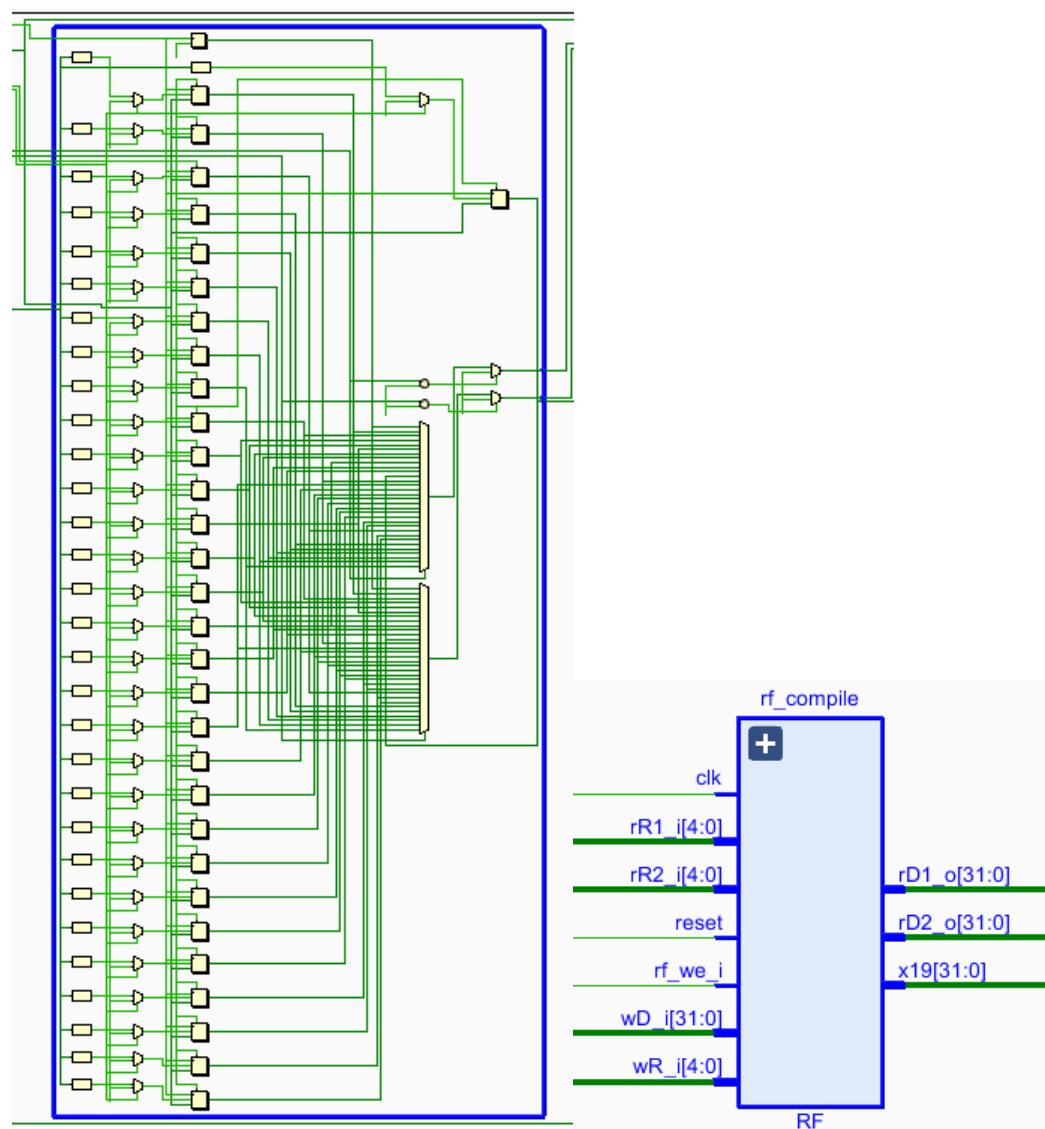 rf_compile
+
clk
rR1_i[4:0]
rR2_i[4:0]
reset
rf_we_i
wD_i[31:0]
wR_i[4:0]
rD1_o[31:0]
rD2_o[31:0]
x19[31:0]
RF